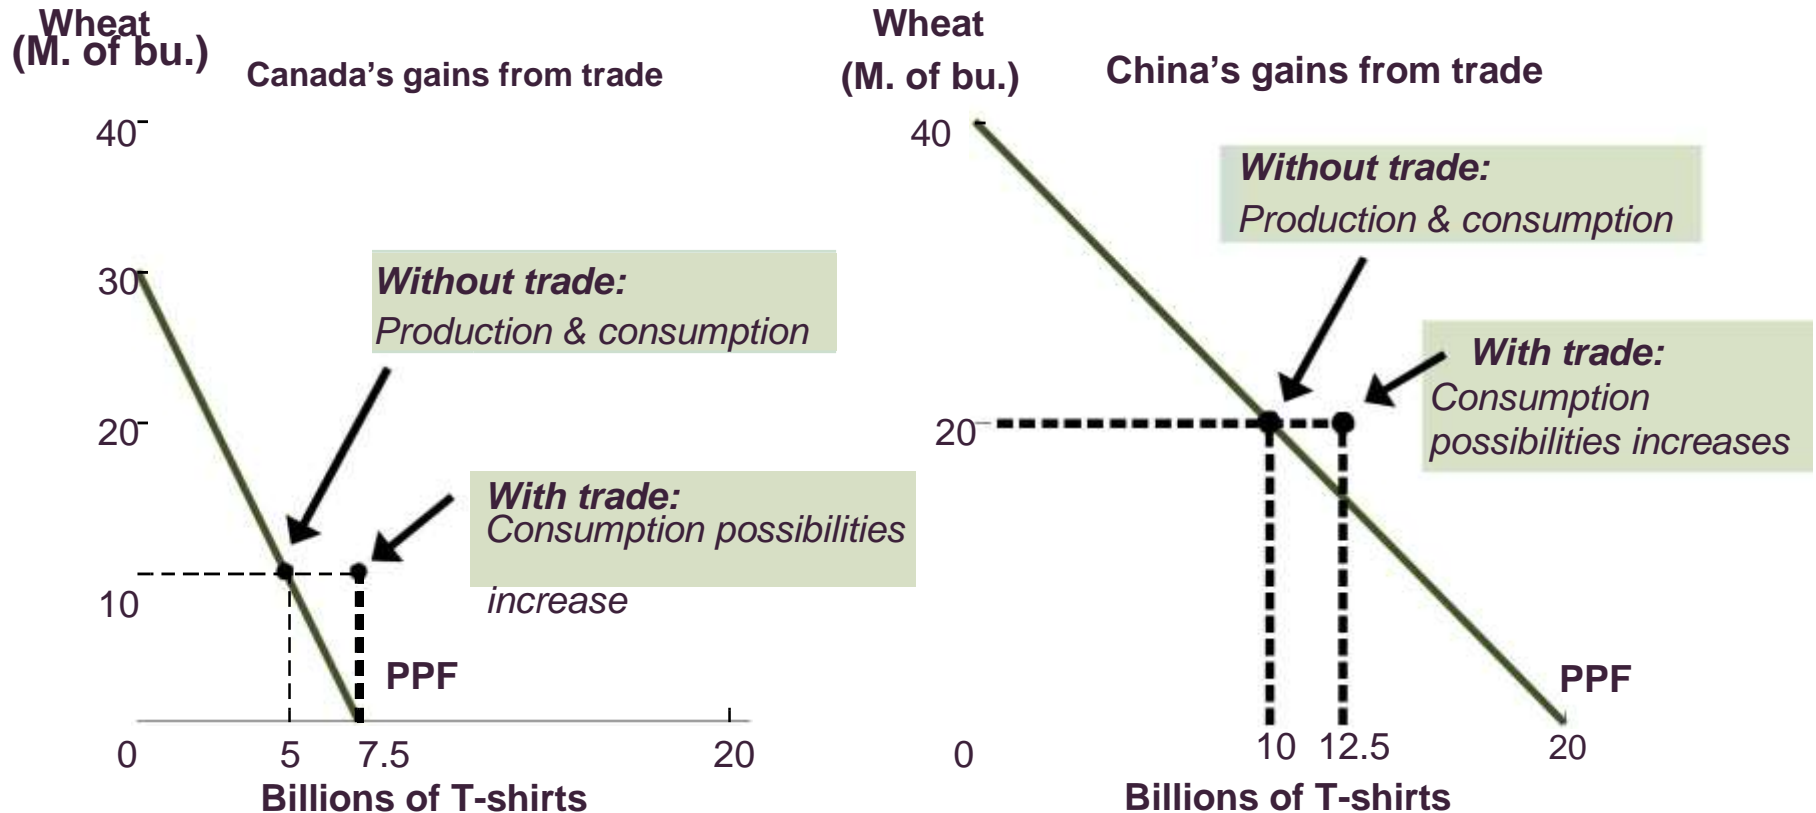 Wheat
(M. of bu.)
Canada's gains from trade
40
30
20
10
Without trade:
Production & consumption
With trade:
Consumption possibilities
increase
PPF
0
5
7.5
20
Billions of T-shirts
Wheat
(M. of bu.)
China's gains from trade
40
20
Without trade:
Production & consumption
With trade:
Consumption
possibilities increases
PPF
0
10
12.5
20
Billions of T-shirts